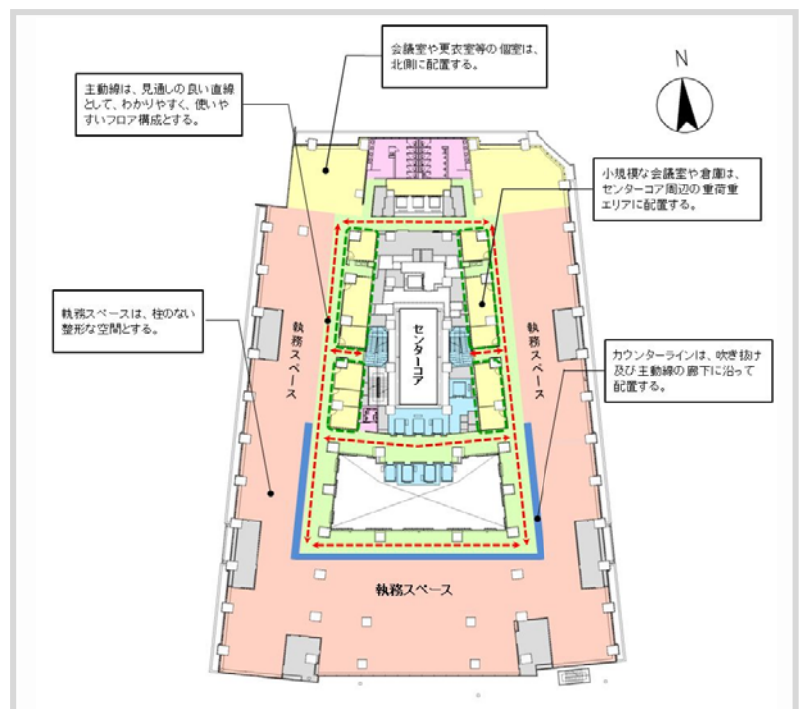 会議室や更衣室等の個室は、
北側に配置する。
N
主動線は、見通しの良い直線
として、わかりやすく、使いや
すいフロア構成とする。
小規模な会議室や倉庫は、
センターコア周辺の重荷重
エリアに配置する。
執務スペースは、柱のない
整形な空間とする。
執務スペース
センターコア
執務スペース
カウンターラインは、吹き抜け
及び主動線の廊下に沿って
配置する。
執務スペース